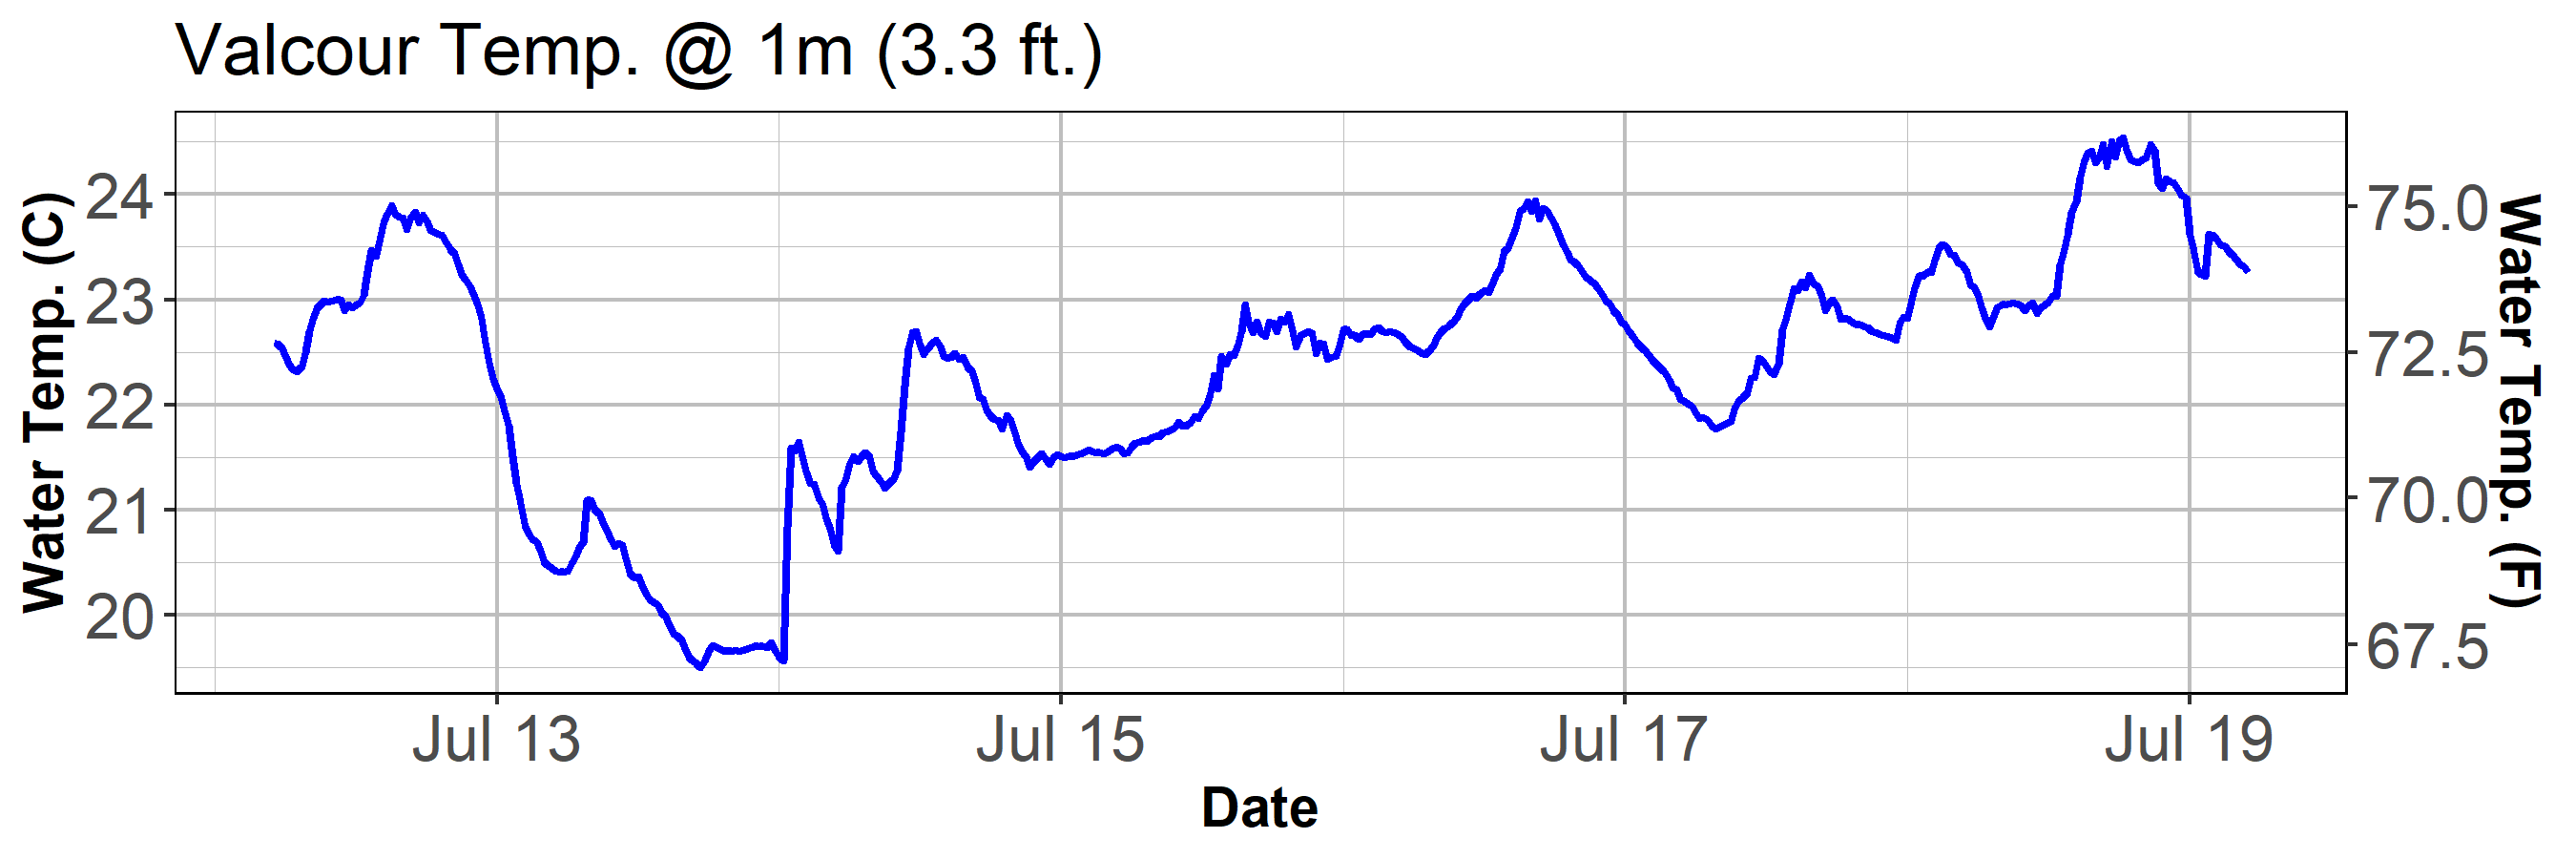 Valcour Temp. @ 1m (3.3 ft.)
Water Temp. (C)
24
23
22
21
20
75.0
72.5
70.0
67.5
Water Temp. (F)
Jul 13
Jul 15
Jul 17
Jul 19
Date